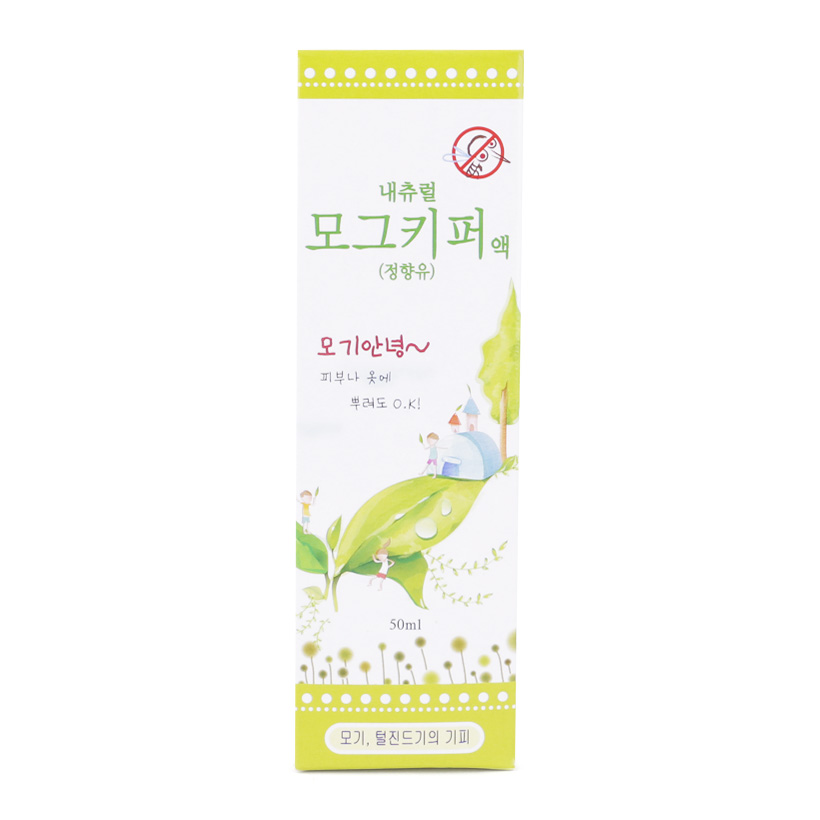 내츄럴
모그키퍼액
(정향유)
모기안녕~
피부나 옷에
뿌려도 O.K!
50ml
모기, 털진드기의 기피